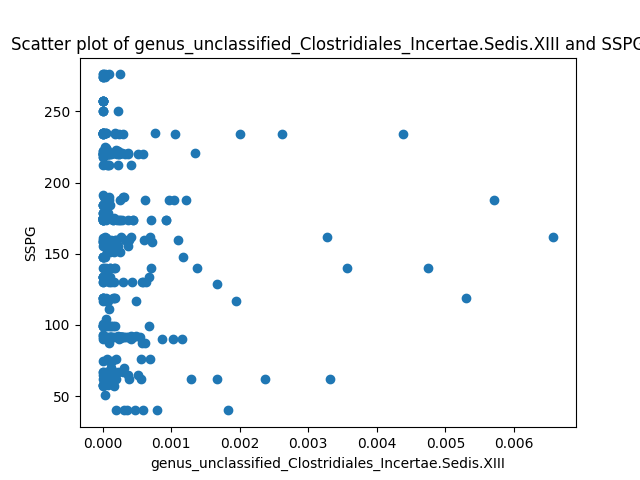 Scatter plot of genus_unclassified_Clostridiales_Incertae.Sedis.XIII and SSPG
250
200
150
100
50
SSPG
0.000 0.001 0.002 0.003 0.004 0.005 0.006
genus_unclassified_Clostridiales_Incertae.Sedis.XIII